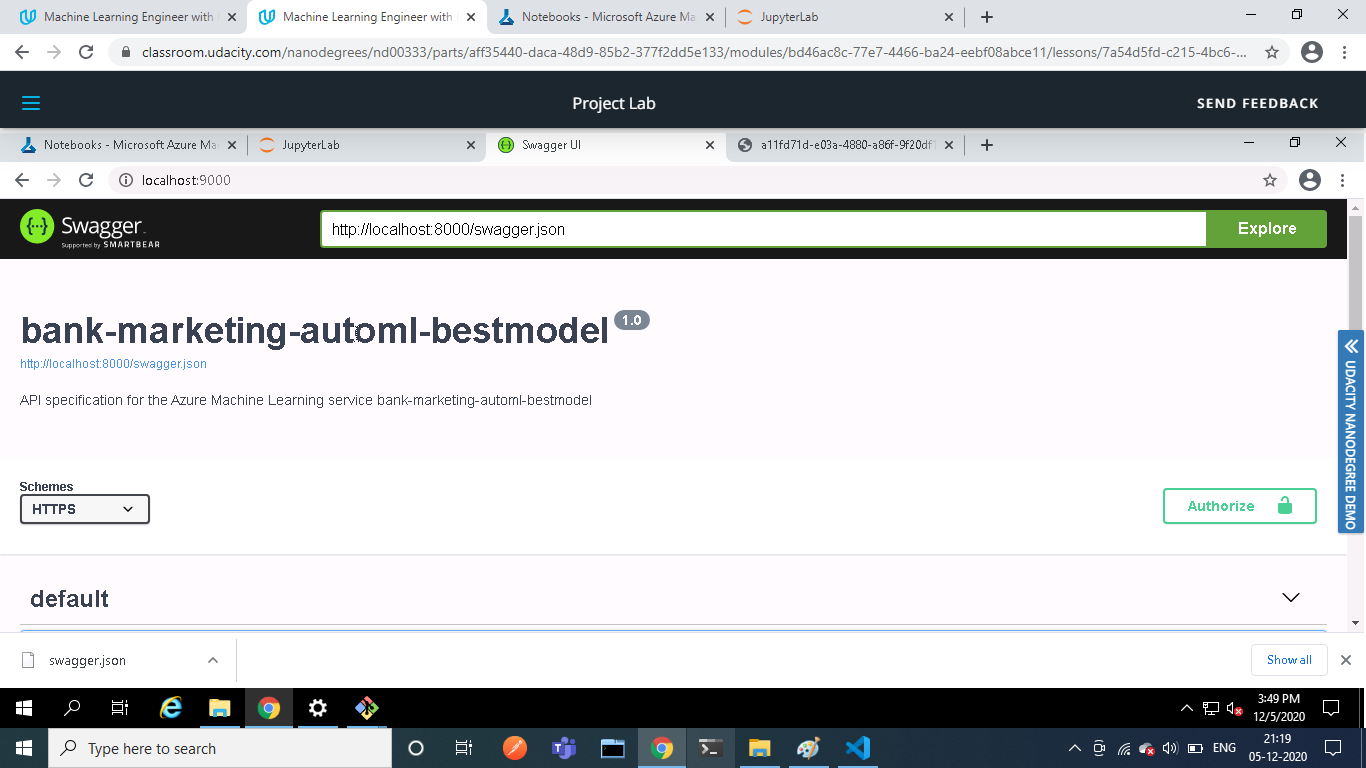 Machine Learning Engineer with
Machine Learning Engineer with
Notebooks - Microsoft Azure Ma
JupyterLab
classroom.udacity.com/nanodegrees/nd00333/parts/aff35440-daca-48d9-85b2-377f2dd5e133/modules/bd46ac8c-77e7-4466-ba24-eebf08abce11/lessons/7a54d5fd-c215-4bc6-...
Project Lab
SEND FEEDBACK
Notebooks - Microsoft Azure Ma
JupyterLab
Swagger UI
a11fd71d-e03a-4880-a86f-9f20df1
localhost:9000
Swagger
Supported by SMARTBEAR
http://localhost:8000/swagger.json
Explore
bank-marketing-automl-bestmodel 1.0
http://localhost:8000/swagger.json
API specification for the Azure Machine Learning service bank-marketing-automl-bestmodel
UDACITY NANODEGREE DEMO
Schemes
HTTPS
Authorize
default
swagger.json
Show all
3:49 PM
12/5/2020
Type here to search
ENG
21:19
05-12-2020